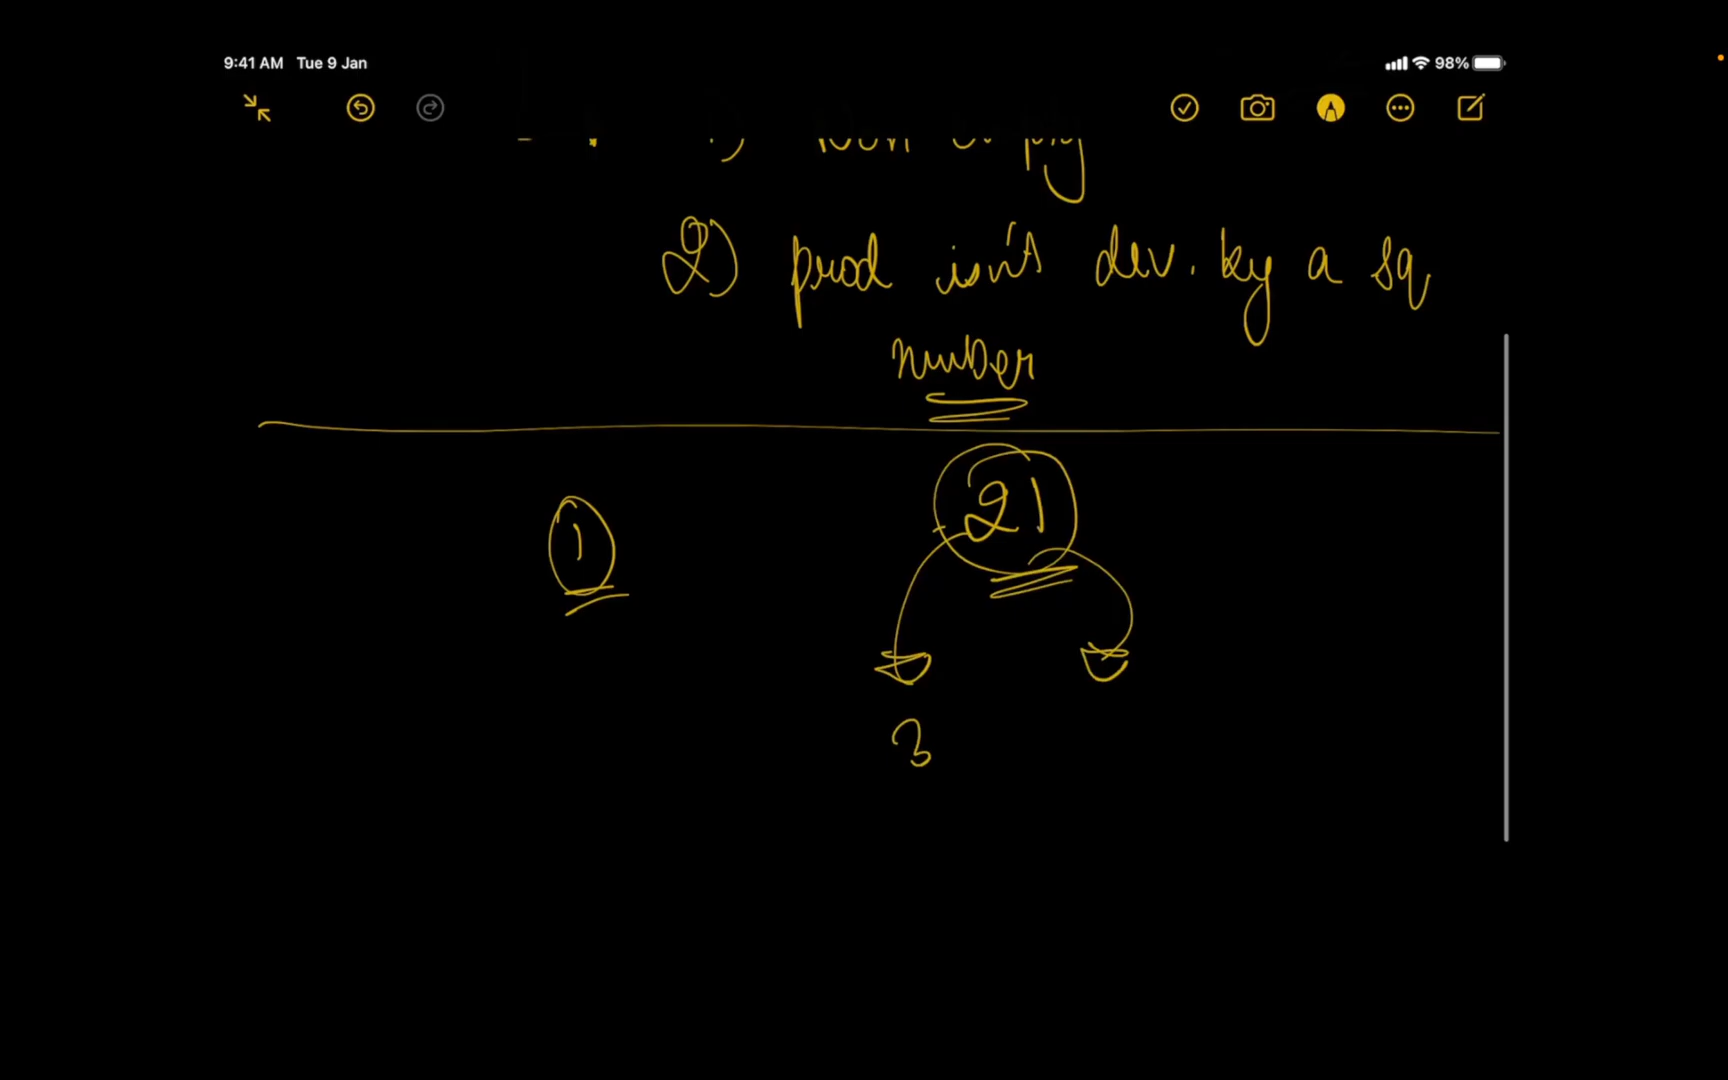 9:41 AM Tue 9 Jan 98%
2) prod isn't dev. by a sq
number
1 21
3